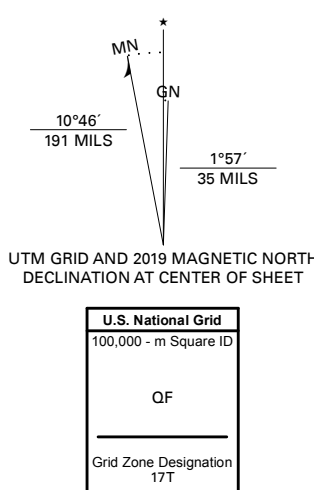 ★
MN
GN
10°46´
191 MILS
1°57´
35 MILS
UTM GRID AND 2019 MAGNETIC NORTH
DECLINATION AT CENTER OF SHEET
U.S. National Grid
100,000 - m Square ID
QF
Grid Zone Designation
17T